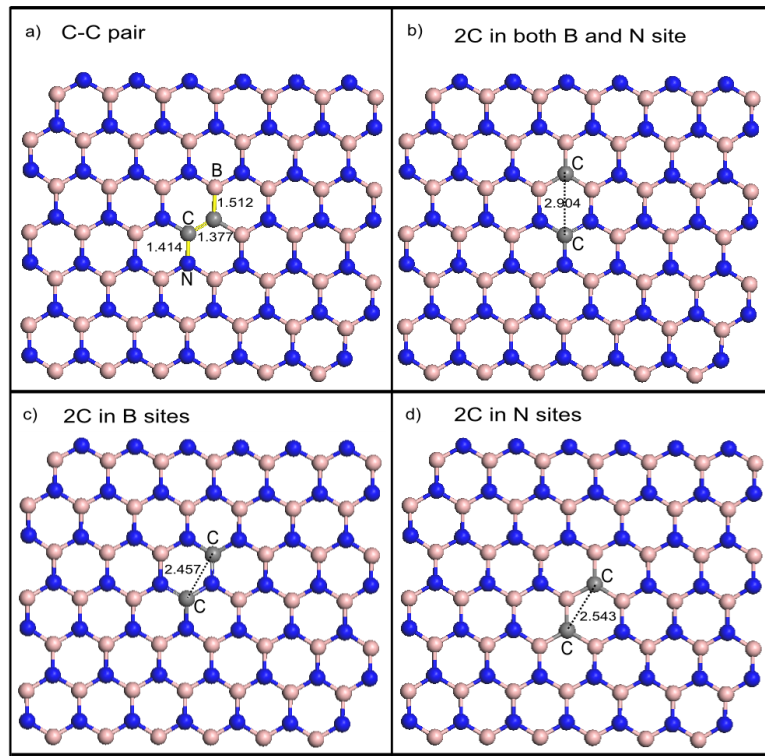 a) C-C pair
B
1.512
C
1.377
1.414
N
b) 2C in both B and N site
C
2.904
C
c) 2C in B sites
C
2.457
C
d) 2C in N sites
C
2.543
C